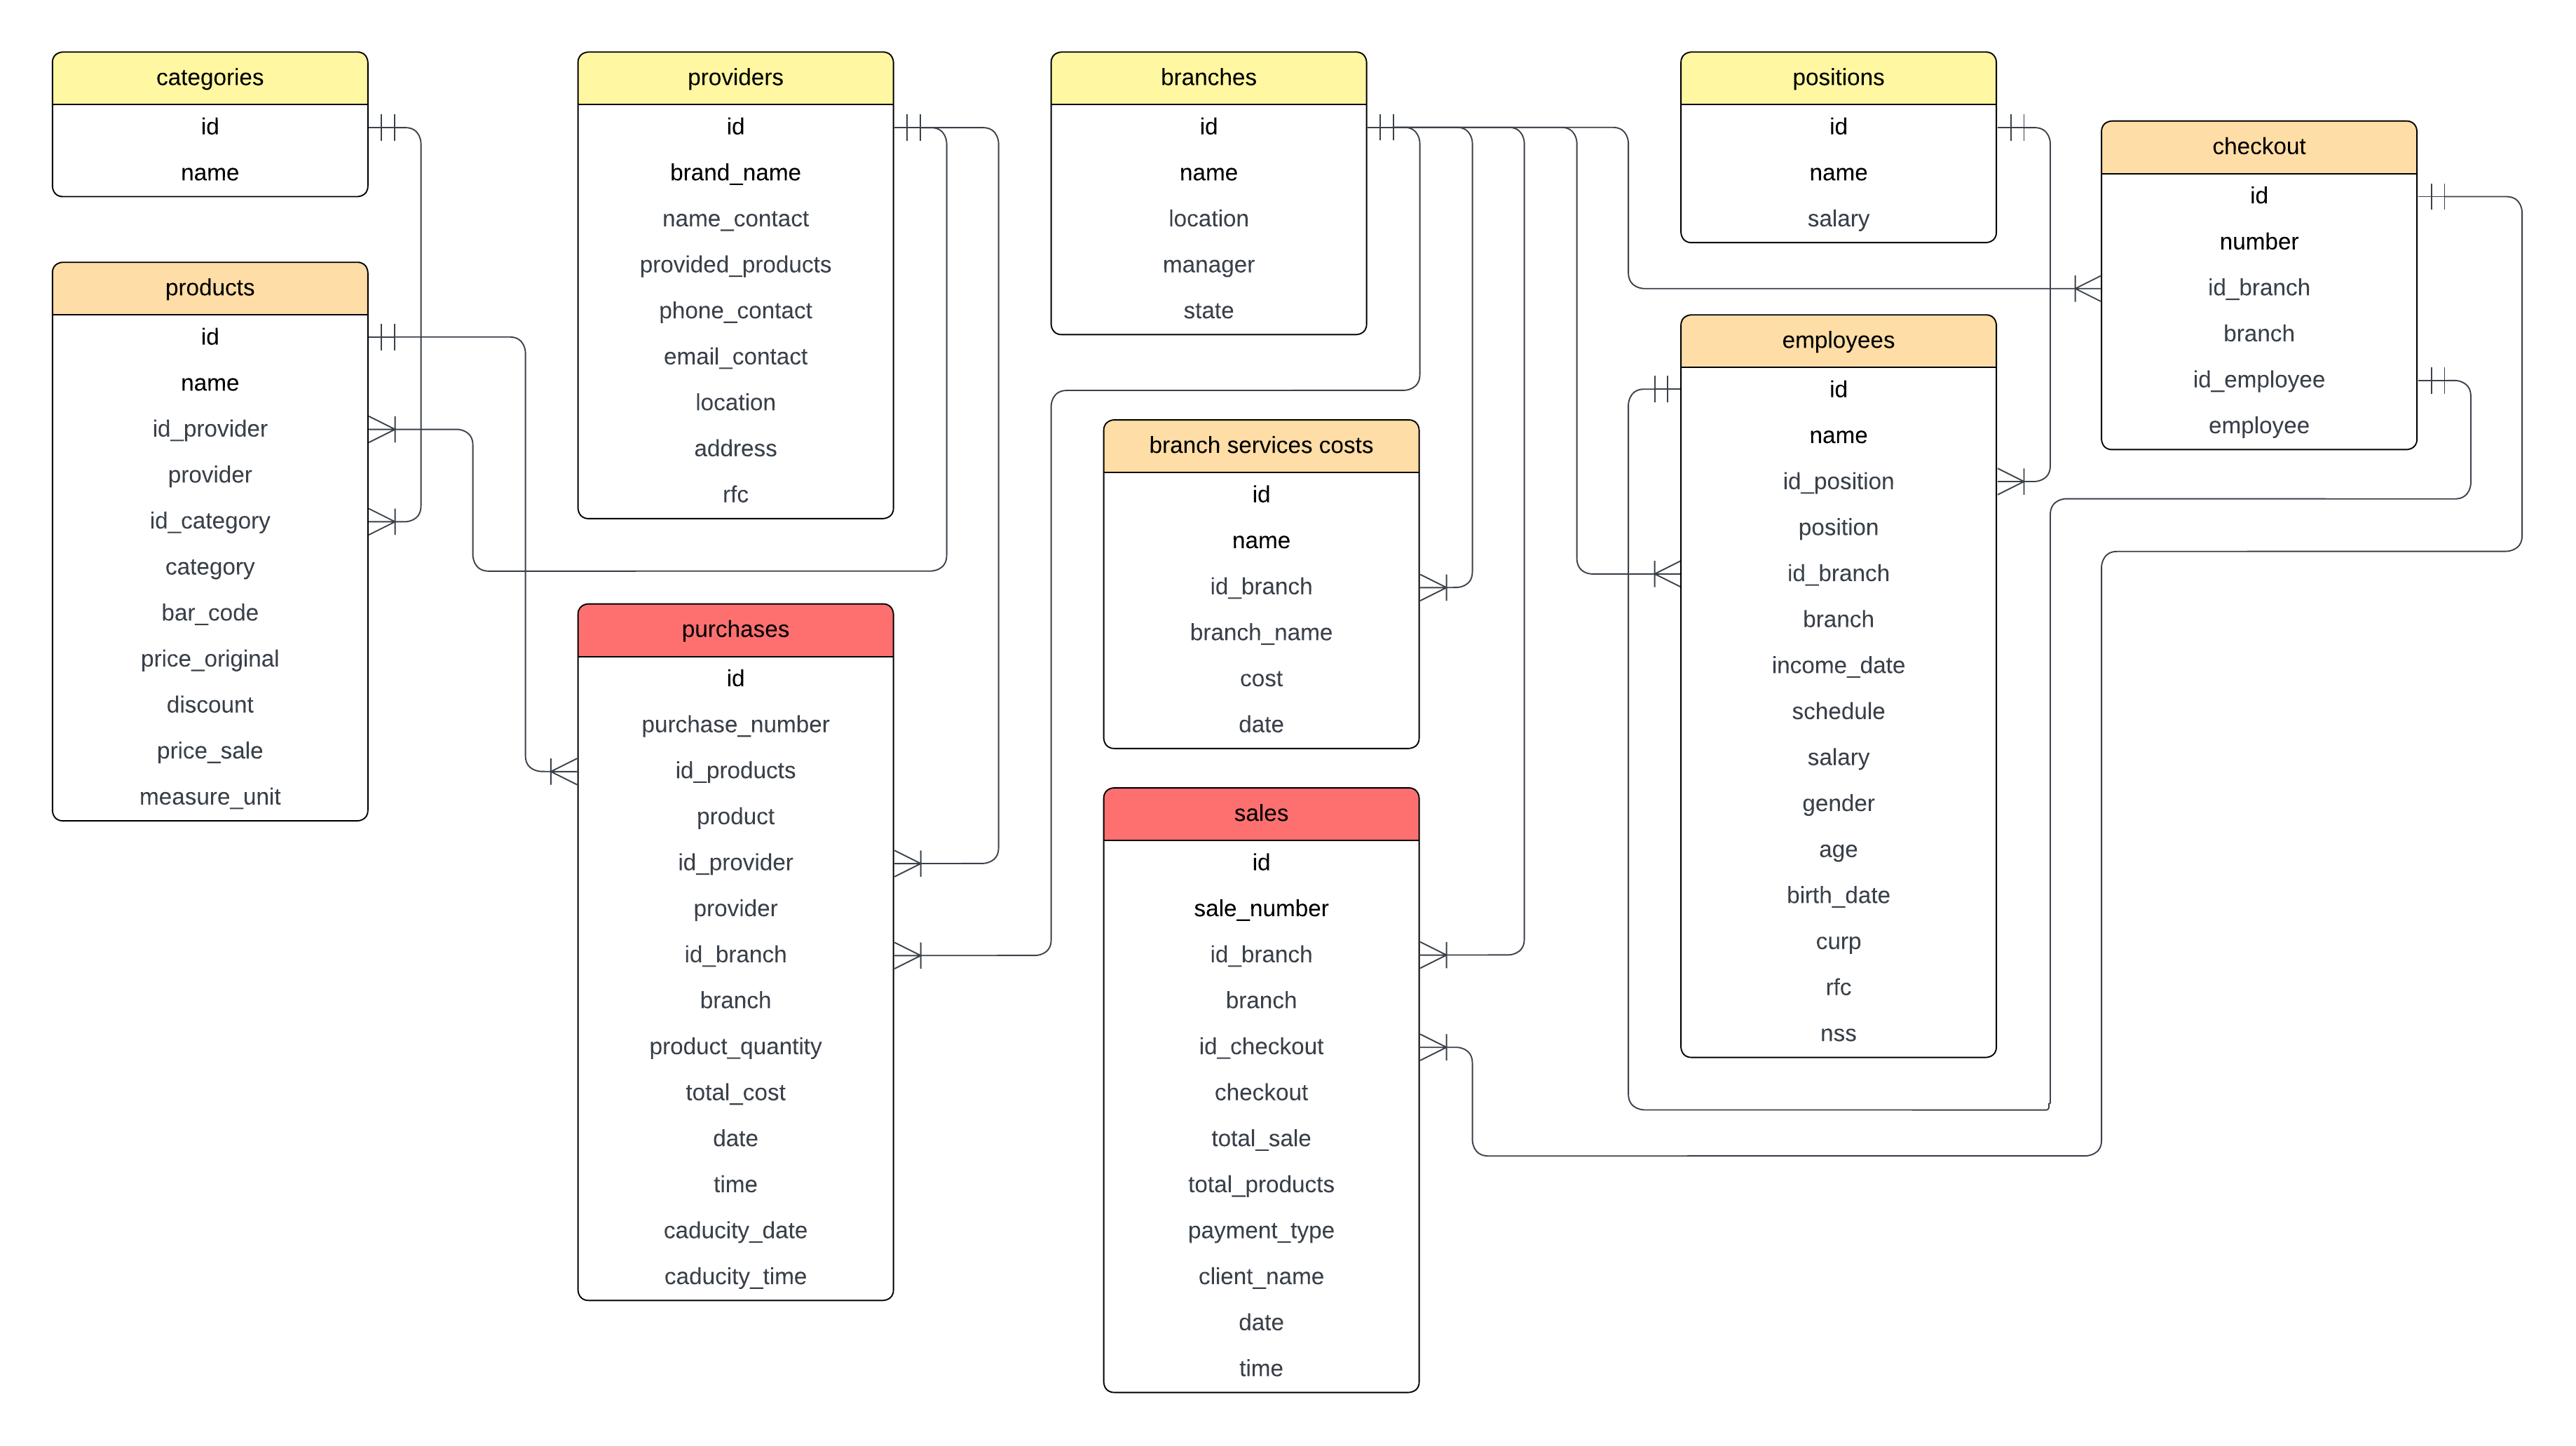 categories
id
name
products
id
name
id_provider
provider
id_category
category
bar_code
price_original
discount
price_sale
measure_unit
providers
id
brand_name
name_contact
provided_products
phone_contact
email_contact
location
address
rfc
purchases
id
purchase_number
id_products
product
id_provider
provider
id_branch
branch
product_quantity
total_cost
date
time
caducity_date
caducity_time
branches
id
name
location
manager
state
branch services costs
id
name
id_branch
branch_name
cost
date
sales
id
sale_number
id_branch
branch
id_checkout
checkout
total_sale
total_products
payment_type
client_name
date
time
positions
id
name
salary
employees
id
name
id_position
position
id_branch
branch
income_date
schedule
salary
gender
age
birth_date
curp
rfc
nss
checkout
id
number
id_branch
branch
id_employee
employee